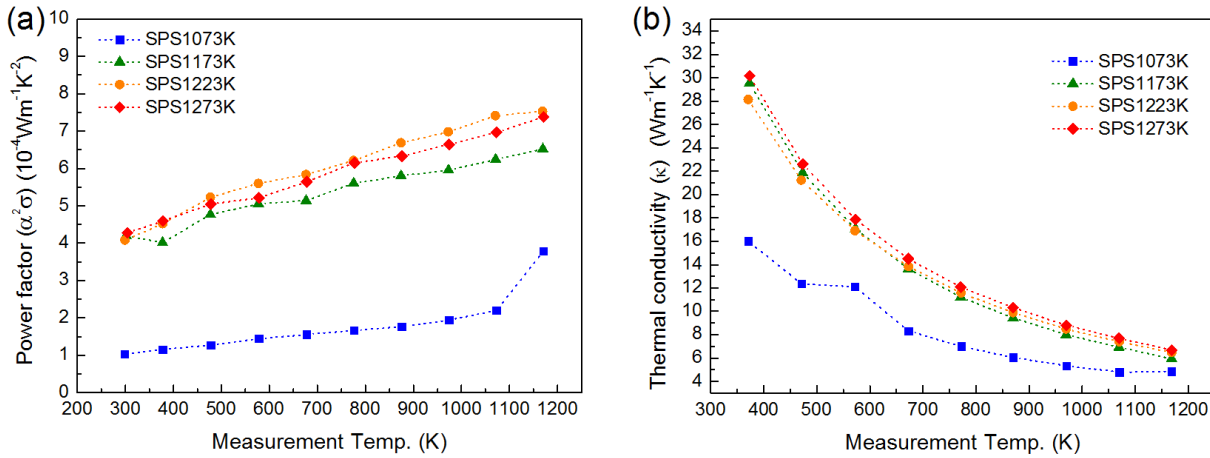 (a)
Power factor (α²σ) (10⁻⁴Wm⁻¹K⁻²)
10
9
8
7
6
5
4
3
2
1
0
SPS1073K
SPS1173K
SPS1223K
SPS1273K
200 300 400 500 600 700 800 900 1000 1100 1200
Measurement Temp. (K)
(b)
Thermal conductivity (κ) (Wm⁻¹K⁻¹)
34
32
30
28
26
24
22
20
18
16
14
12
10
8
6
4
SPS1073K
SPS1173K
SPS1223K
SPS1273K
300 400 500 600 700 800 900 1000 1100 1200
Measurement Temp. (K)